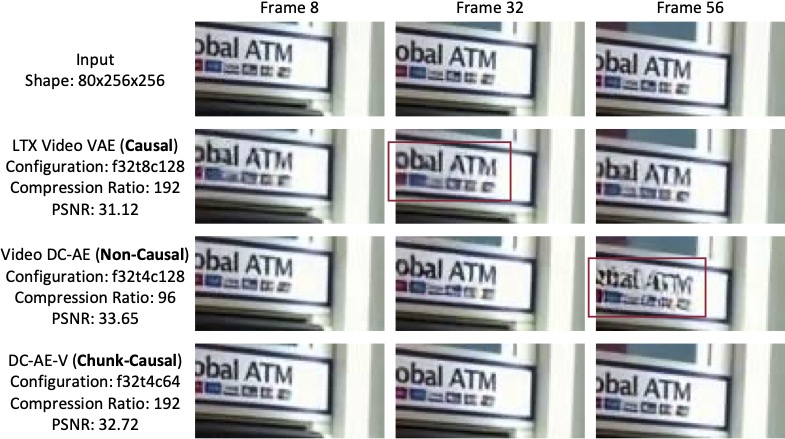 Frame 8
Frame 32
Frame 56
Input
Shape: 80x256x256
obal ATM
obal ATM
obal ATM
LTX Video VAE (Causal)
Configuration: f32t8c128
Compression Ratio: 192
PSNR: 31.12
obal ATM
obal ATM
obal ATM
Video DC-AE (Non-Causal)
Configuration: f32t4c128
Compression Ratio: 96
PSNR: 33.65
obal ATM
obal ATM
ATM
DC-AE-V (Chunk-Causal)
Configuration: f32t4c64
Compression Ratio: 192
PSNR: 32.72
obal ATM
obal ATM
obal ATM